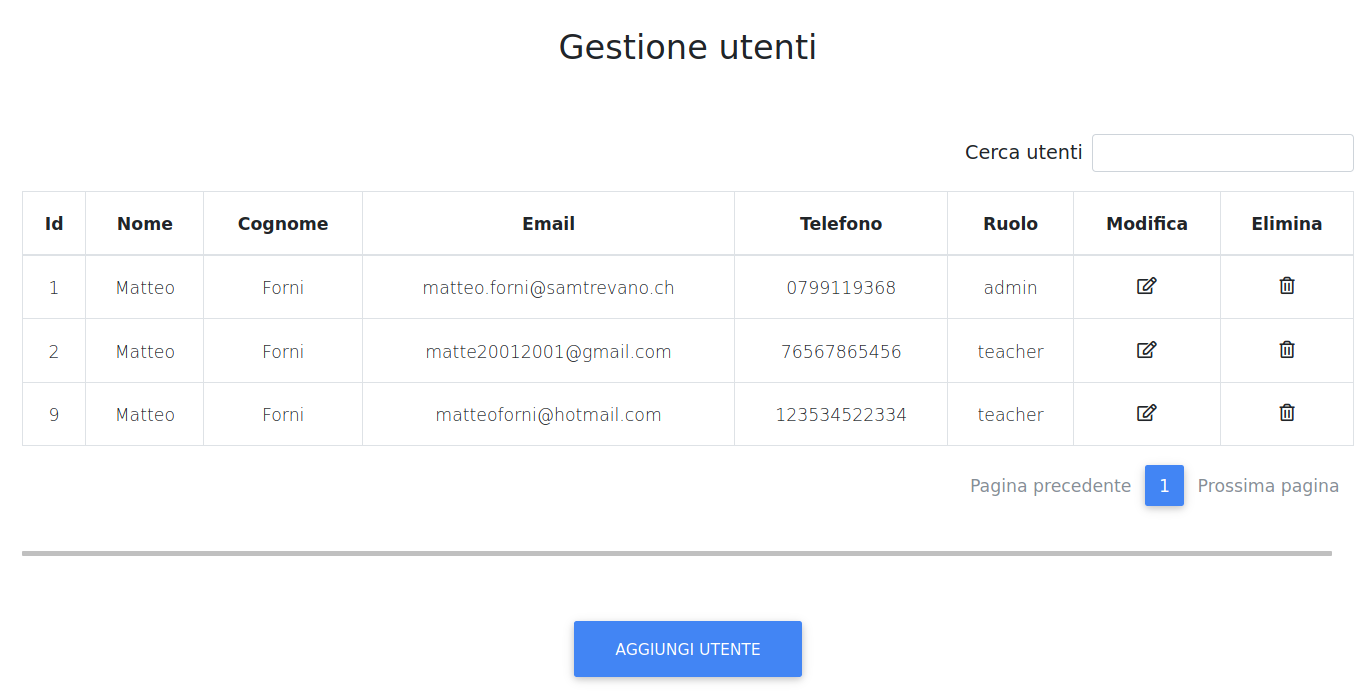 Gestione utenti
Cerca utenti
Id Nome Cognome Email Telefono Ruolo Modifica Elimina
1 Matteo Forni matteo.forni@samtrevano.ch 0799119368 admin
2 Matteo Forni matte20012001@gmail.com 76567865456 teacher
9 Matteo Forni matteoforni@hotmail.com 123534522334 teacher
Pagina precedente 1 Prossima pagina
AGGIUNGI UTENTE